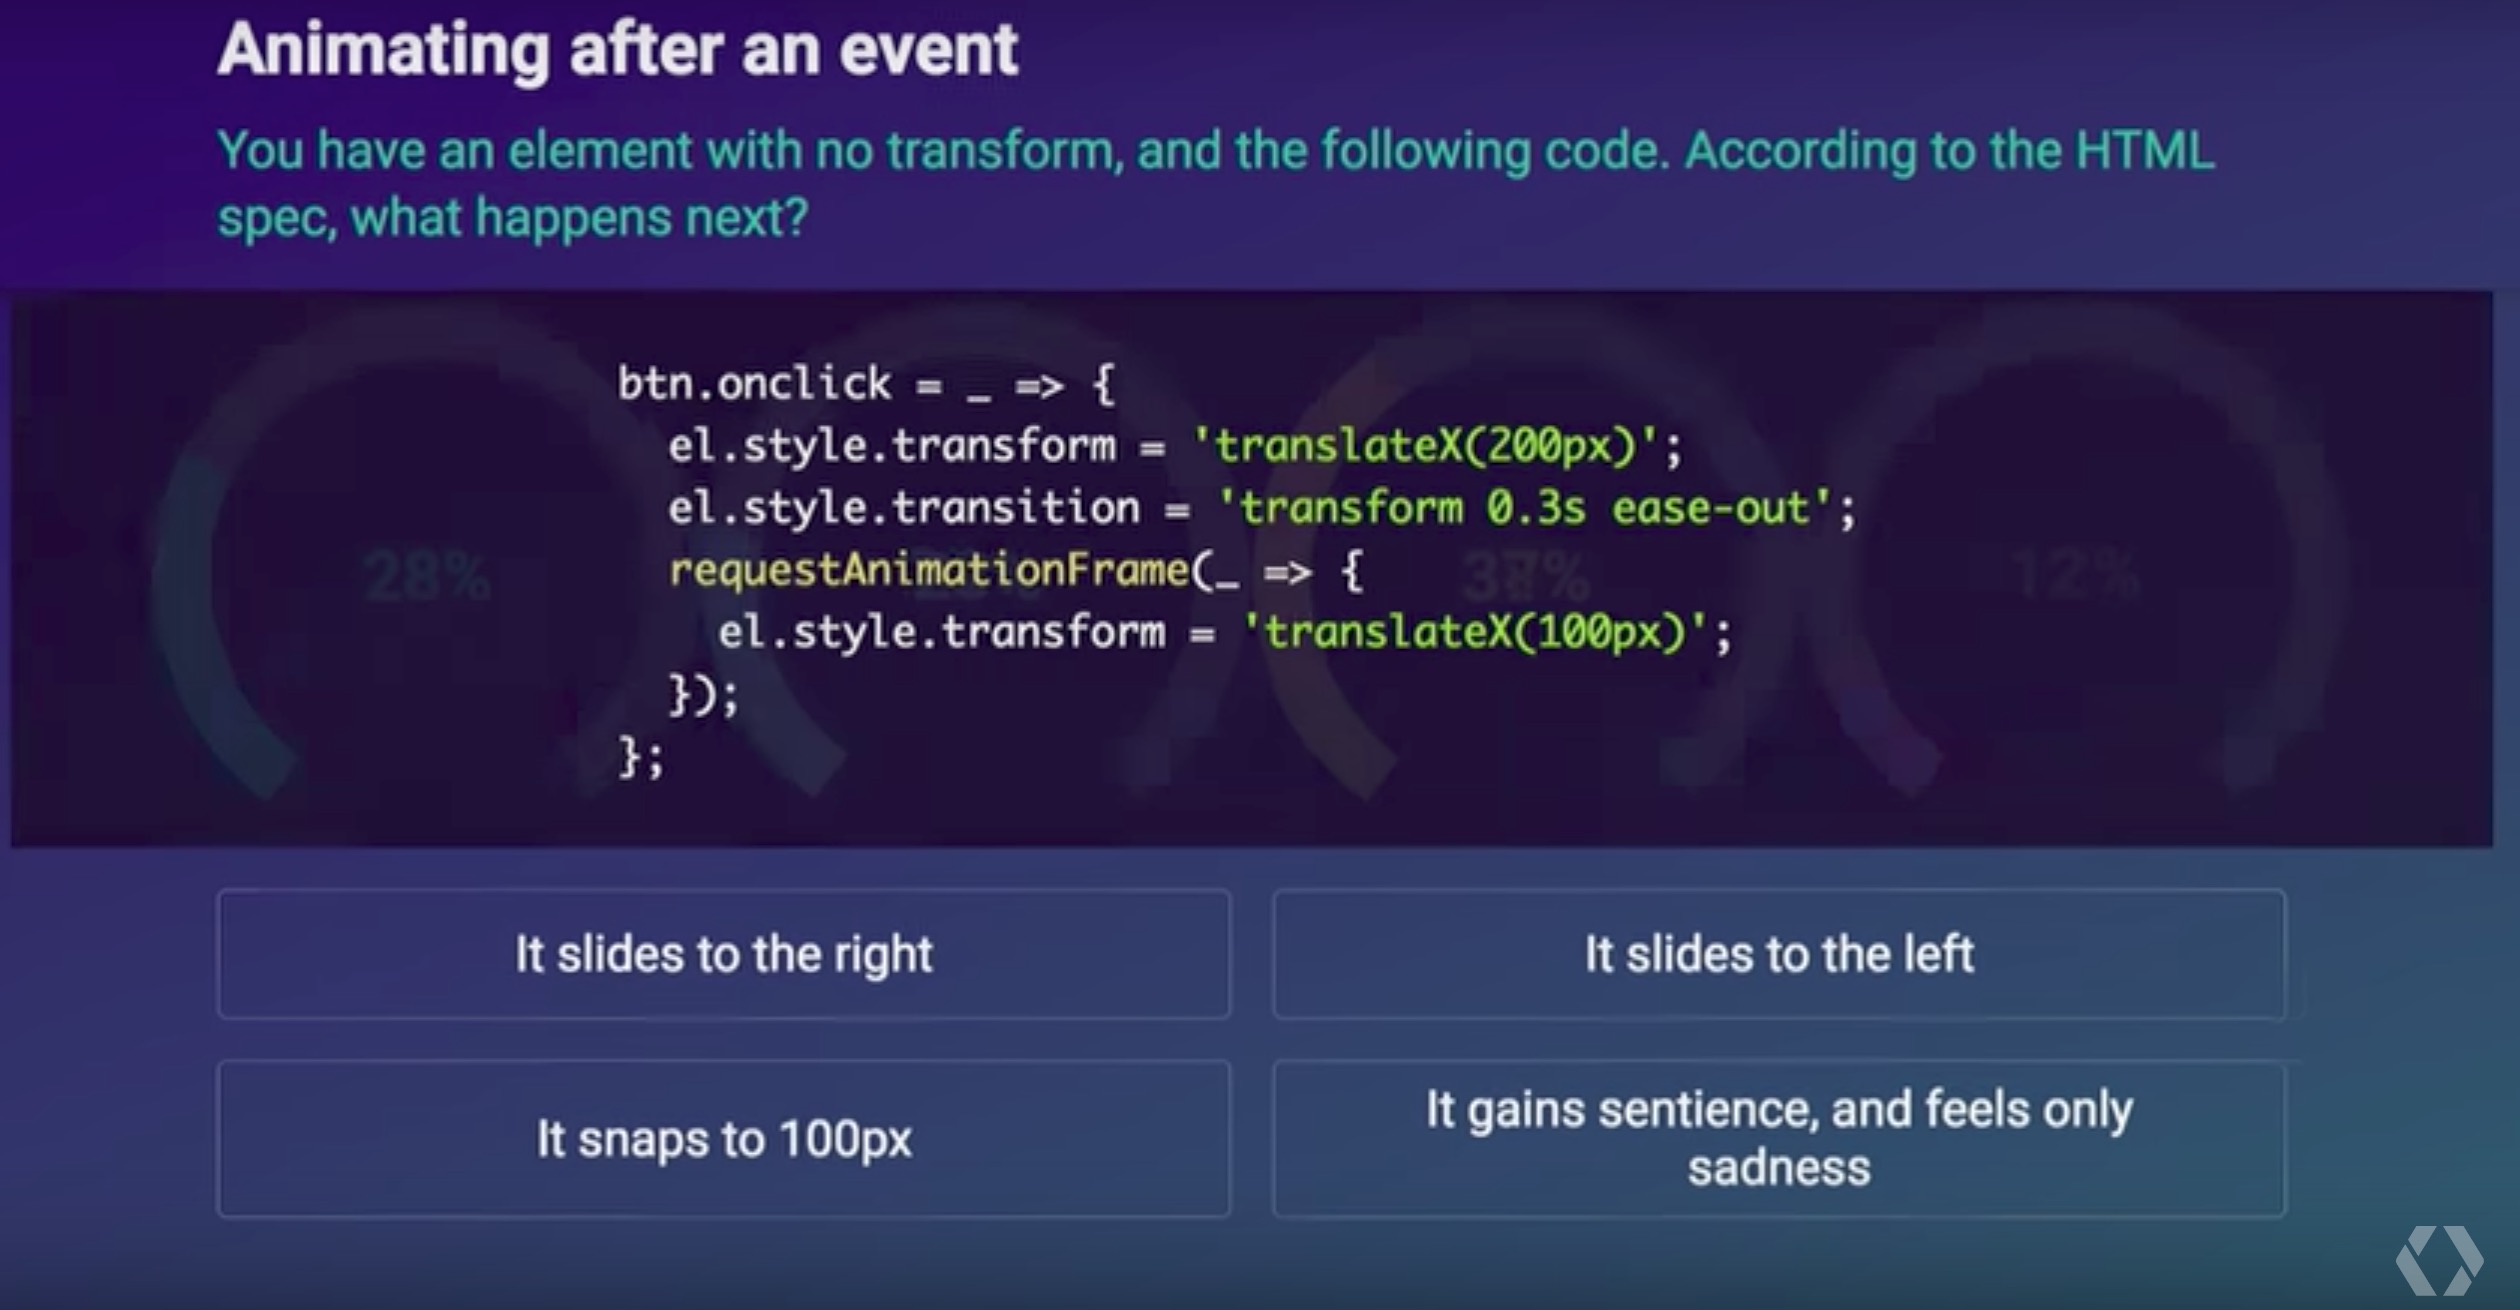 Animating after an event
You have an element with no transform, and the following code. According to the HTML
spec, what happens next?
btn.onclick = _ => {
el.style.transform = 'translateX(200px)';
el.style.transition = 'transform 0.3s ease-out';
requestAnimationFrame(_ => {
el.style.transform = 'translateX(100px)';
});
};
28%
12%
It slides to the right
It slides to the left
It snaps to 100px
It gains sentience, and feels only
sadness